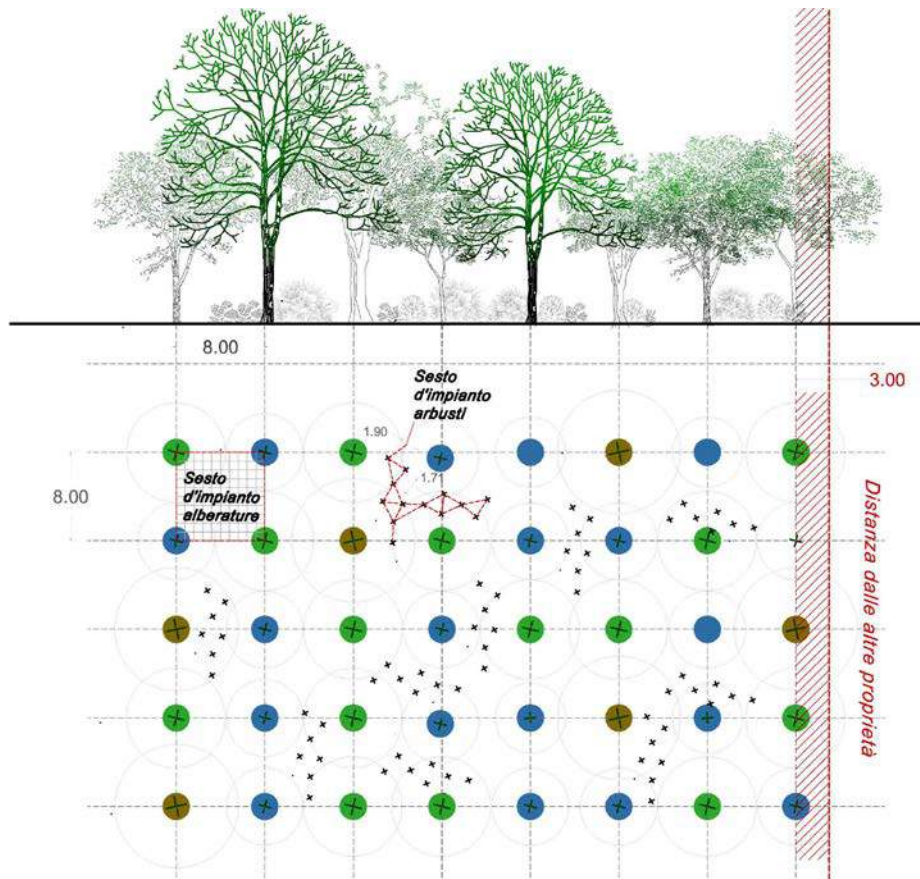 8.00
3.00
Sesto
d'impianto
arbusti
1.90
1.71
Sesto
d'impianto
alberature
8.00
Distanza dalle altre proprietà